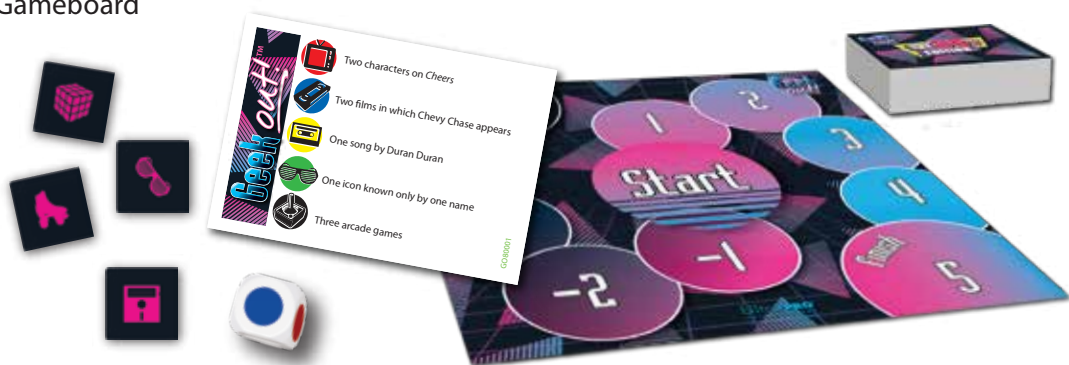 Gameboard
Geek out!™
Two characters on Cheers
Two films in which Chevy Chase appears
One song by Duran Duran
One icon known only by one name
Three arcade games
GO80001
Start
1
2
3
4
Finish
5
-1
-2